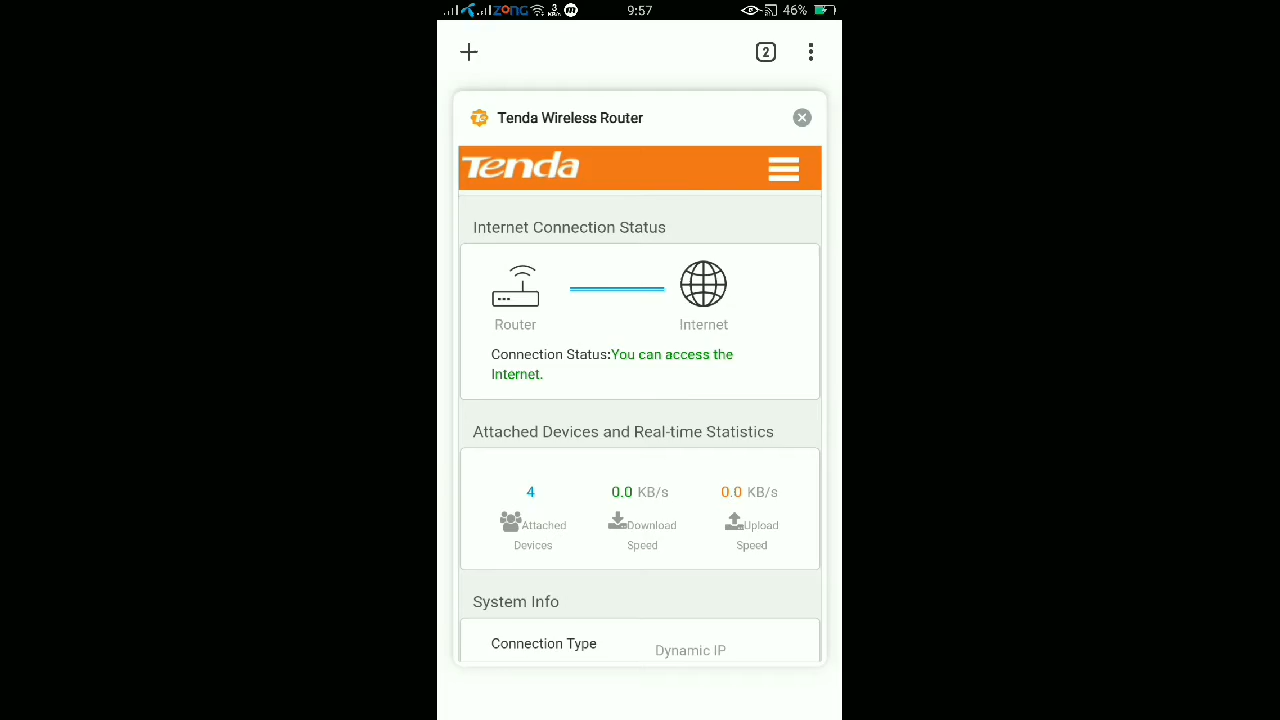 ZONG 9:57 46%
2
Tenda Wireless Router
Tenda
Internet Connection Status
Router Internet
Connection Status:You can access the
Internet.
Attached Devices and Real-time Statistics
4 0.0 KB/s 0.0 KB/s
Attached Download Upload
Devices Speed Speed
System Info
Connection Type Dynamic IP